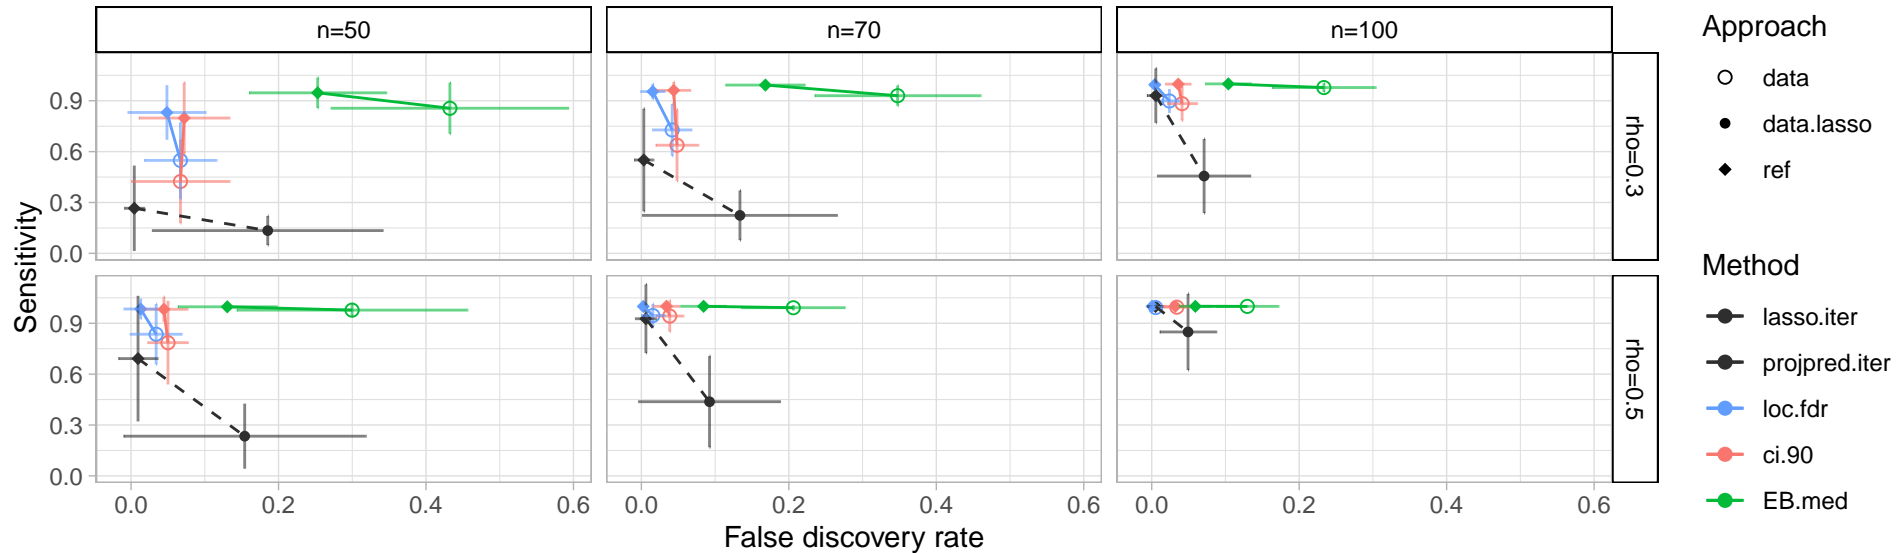 n=50
n=70
n=100
Approach
data
data.lasso
ref
Method
lasso.iter
projpred.iter
loc.fdr
ci.90
EB.med
rho=0.3
rho=0.5
Sensitivity
0.9
0.6
0.3
0.0
0.9
0.6
0.3
0.0
0.0 0.2 0.4 0.6
0.0 0.2 0.4 0.6
0.0 0.2 0.4 0.6
False discovery rate